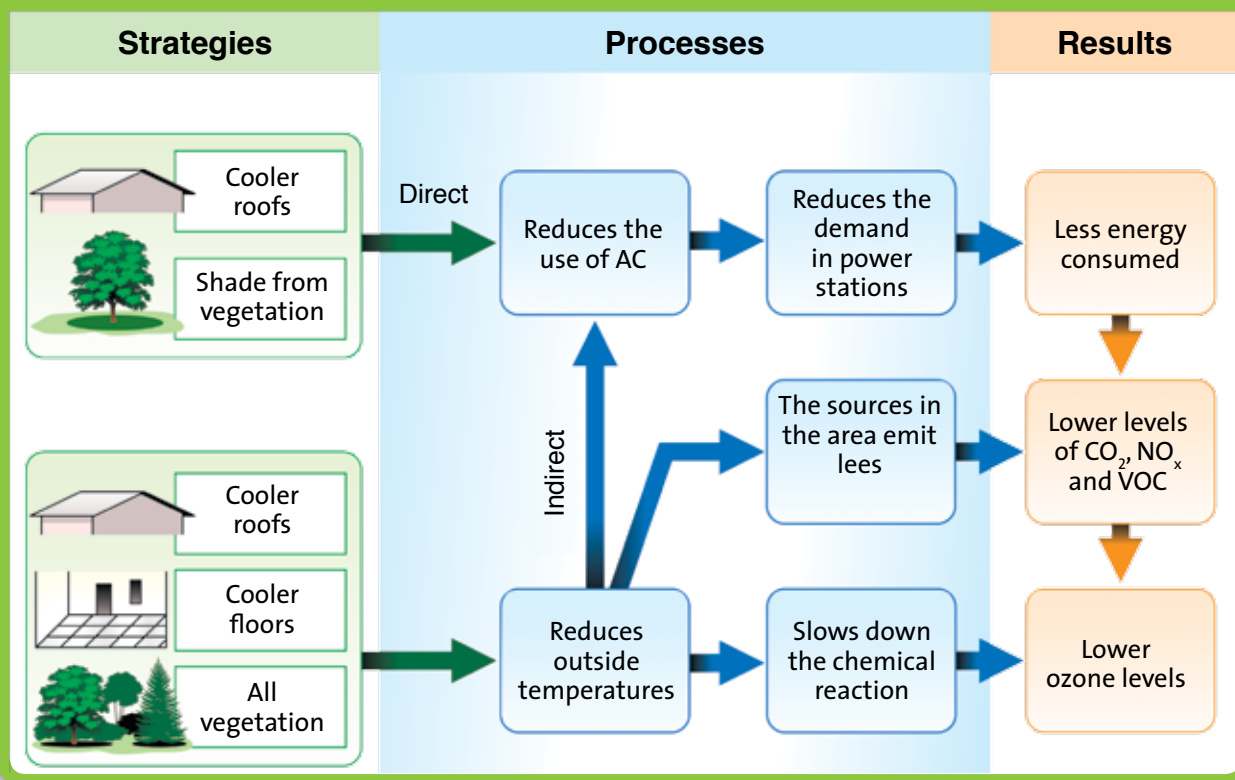 Strategies
Processes
Results
Cooler
roofs
Shade from
vegetation
Direct
Reduces the
use of AC
Reduces the
demand
in power
stations
Less energy
consumed
Indirect
The sources in
the area emit
lees
Lower levels
of CO₂, NOₓ
and VOC
Cooler
roofs
Cooler
floors
All
vegetation
Reduces
outside
temperatures
Slows down
the chemical
reaction
Lower
ozone levels